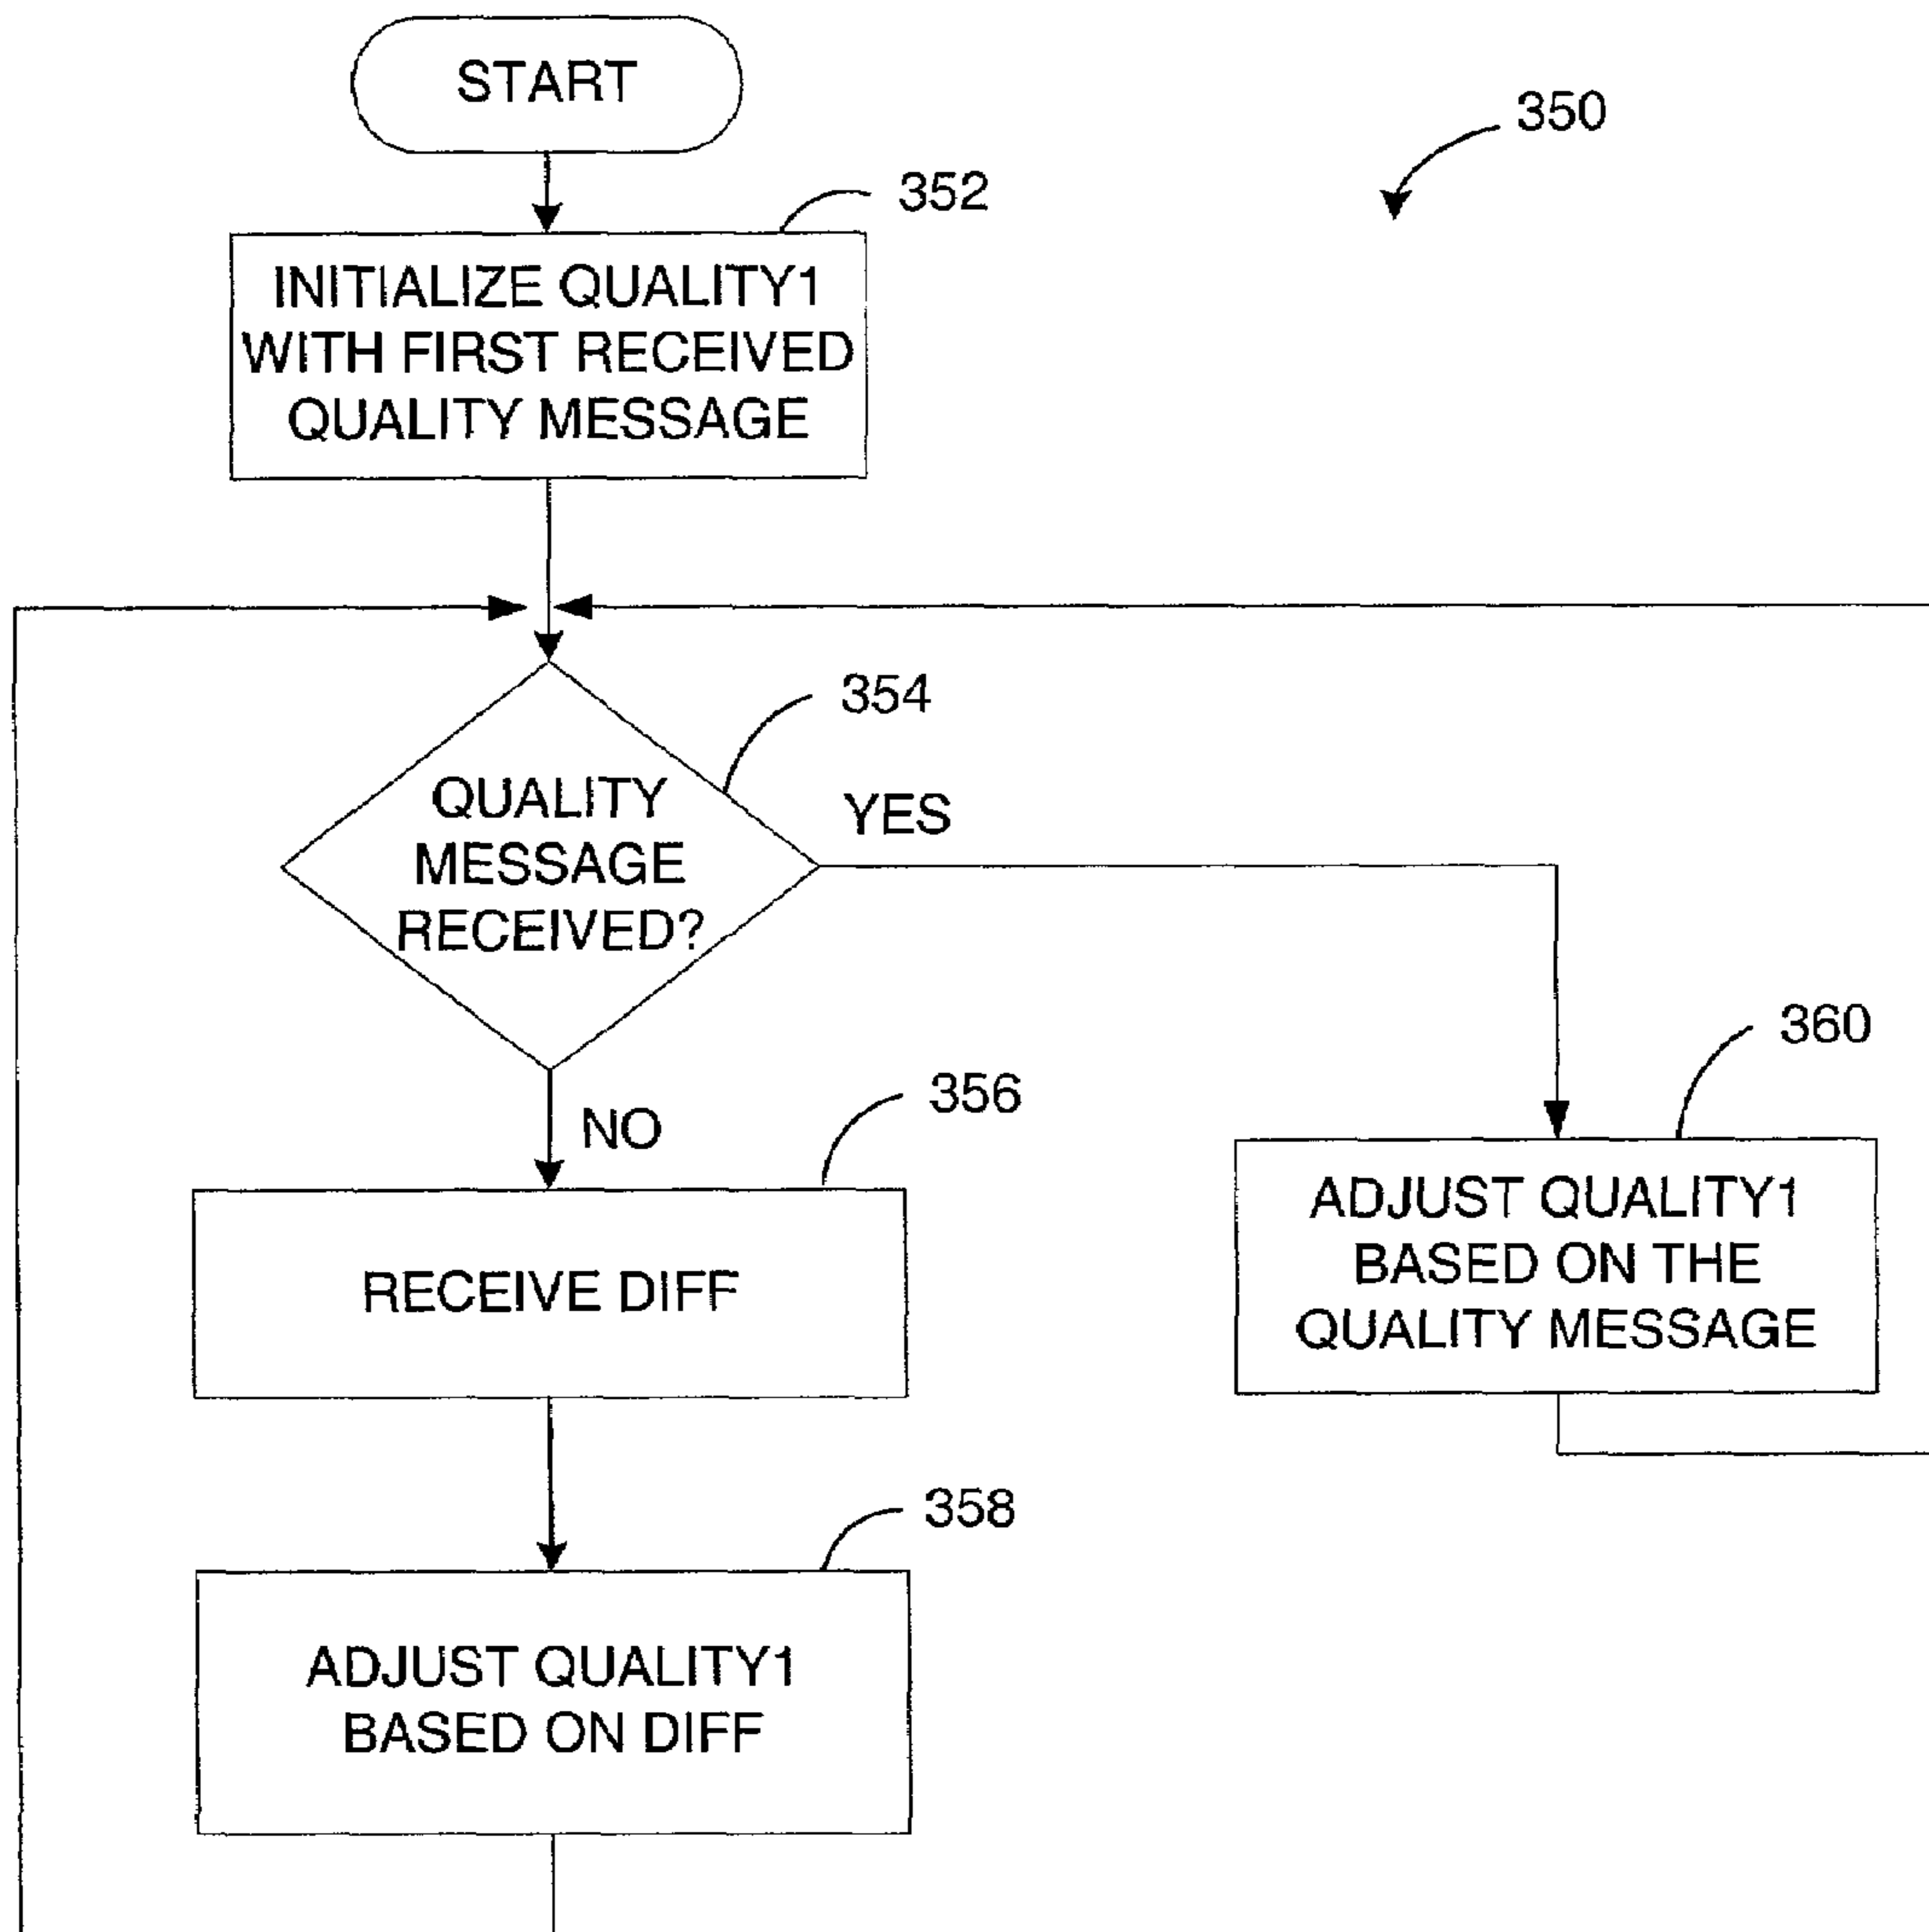 START
350
352
INITIALIZE QUALITY1
WITH FIRST RECEIVED
QUALITY MESSAGE
354
QUALITY
MESSAGE
RECEIVED?
YES
NO
356
RECEIVE DIFF
360
ADJUST QUALITY1
BASED ON THE
QUALITY MESSAGE
358
ADJUST QUALITY1
BASED ON DIFF